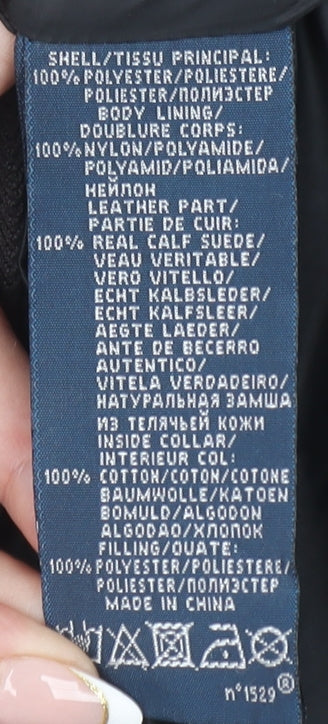 SHELL/TISSU PRINCIPAL:
100% POLYESTER/POLIESTERE/
POLIESTER/ПОЛИЭСТЕР
BODY LINING/
DOUBLURE CORPS:
100% NYLON/POLYAMIDE/
POLYAMID/POLIAMIDA/
НЕЙЛОН
LEATHER PART/
PARTIE DE CUIR:
100% REAL CALF SUEDE/
VEAU VERITABLE/
VERO VITELLO/
ECHT KALBSLEDER/
ECHT KALFSLEER/
AEGTE LAEDER/
ANTE DE BECERRO
AUTENTICO/
VITELA VERDADEIRO/
НАТУРАЛЬНАЯ ЗАМША
ИЗ ТЕЛЯЧЬЕЙ КОЖИ
INSIDE COLLAR/
INTERIEUR COL:
100% COTTON/COTON/COTONE
BAUMWOLLE/KATOEN
BOMULD/ALGODON
ALGODAO/ХЛОПОК
FILLING/OUATE:
100% POLYESTER/POLIESTERE/
POLIESTER/ПОЛИЭСТЕР
MADE IN CHINA
n°1529®